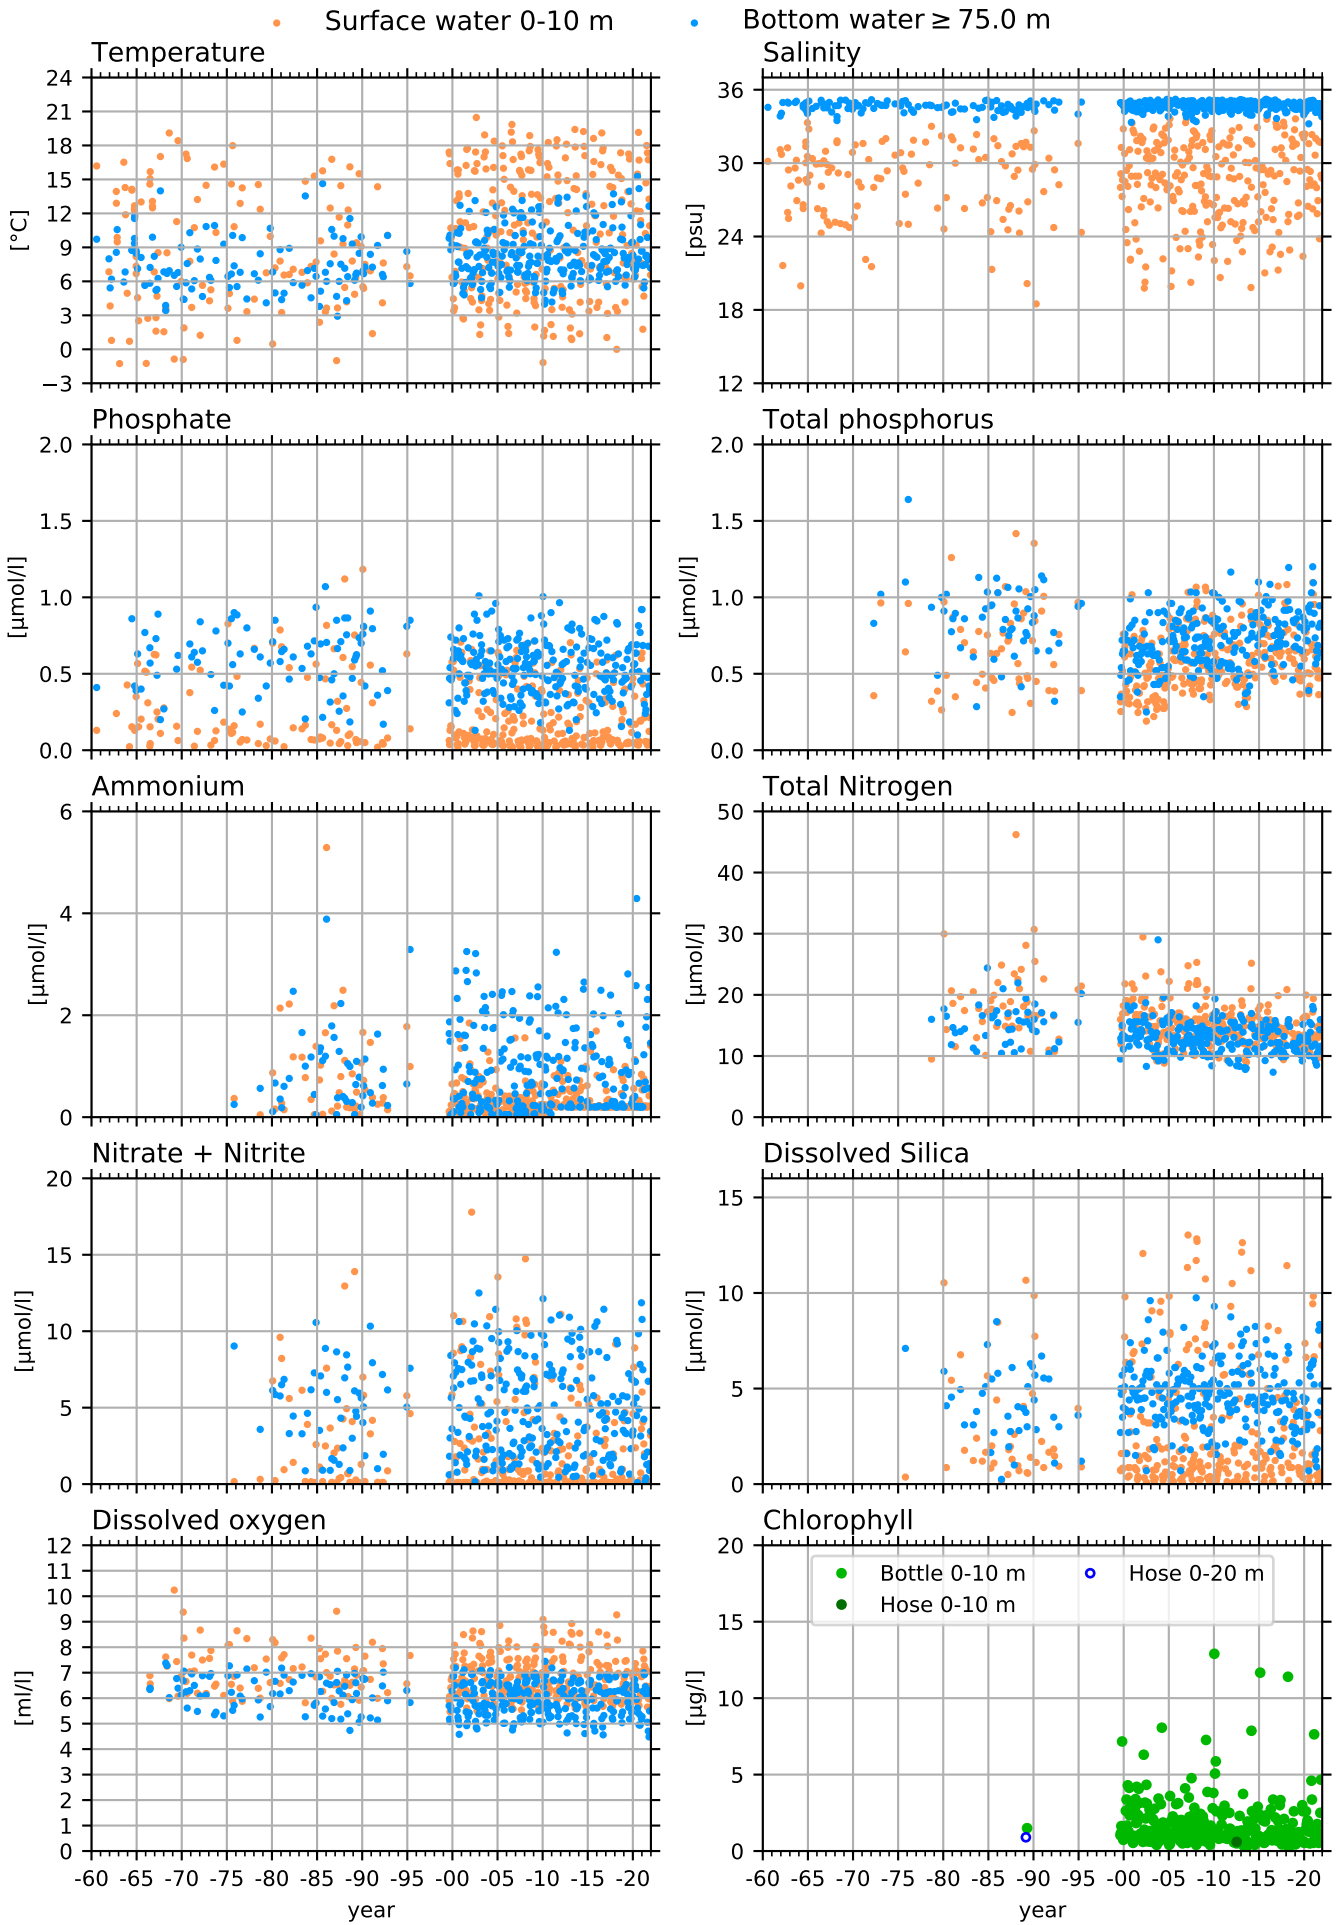 Surface water 0-10 m
Bottom water ≥ 75.0 m
Temperature
24
21
18
15
12
9
6
3
0
−3
[°C]
Salinity
36
30
24
18
12
[psu]
Phosphate
2.0
1.5
1.0
0.5
0.0
[µmol/l]
Total phosphorus
2.0
1.5
1.0
0.5
0.0
[µmol/l]
Ammonium
6
4
2
0
[µmol/l]
Total Nitrogen
50
40
30
20
10
0
Nitrate + Nitrite
20
15
10
5
0
[µmol/l]
Dissolved Silica
15
10
5
0
[µmol/l]
Dissolved oxygen
12
11
10
9
8
7
6
5
4
3
2
1
0
[ml/l]
-60 -65 -70 -75 -80 -85 -90 -95 -00 -05 -10 -15 -20
year
Chlorophyll
Bottle 0-10 m
Hose 0-20 m
Hose 0-10 m
20
15
10
5
0
[µg/l]
-60 -65 -70 -75 -80 -85 -90 -95 -00 -05 -10 -15 -20
year